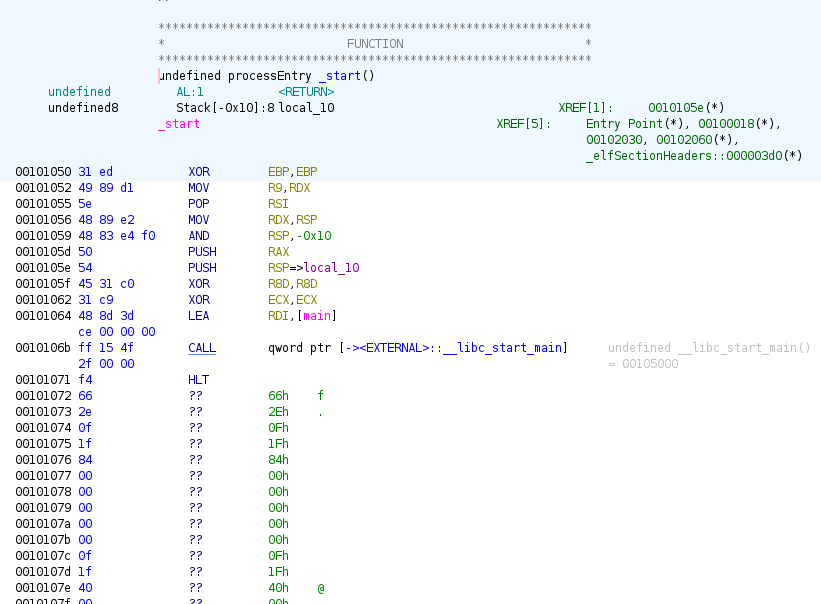 **************************************************************
* FUNCTION *
**************************************************************
undefined processEntry _start()
undefined AL:1 <RETURN>
undefined8 Stack[-0x10]:8 local_10 XREF[1]: 0010105e(*)
_start XREF[5]: Entry Point(*), 00100018(*),
00102030, 00102060(*),
_elfSectionHeaders::000003d0(*)
00101050 31 ed XOR EBP,EBP
00101052 49 89 d1 MOV R9,RDX
00101055 5e POP RSI
00101056 48 89 e2 MOV RDX,RSP
00101059 48 83 e4 f0 AND RSP,-0x10
0010105d 50 PUSH RAX
0010105e 54 PUSH RSP=>local_10
0010105f 45 31 c0 XOR R8D,R8D
00101062 31 c9 XOR ECX,ECX
00101064 48 8d 3d LEA RDI,[main]
ce 00 00 00
0010106b ff 15 4f CALL qword ptr [-><EXTERNAL>::__libc_start_main] undefined __libc_start_main()
2f 00 00 = 00105000
00101071 f4 HLT
00101072 66 ?? 66h f
00101073 2e ?? 2Eh .
00101074 0f ?? 0Fh
00101075 1f ?? 1Fh
00101076 84 ?? 84h
00101077 00 ?? 00h
00101078 00 ?? 00h
00101079 00 ?? 00h
0010107a 00 ?? 00h
0010107b 00 ?? 00h
0010107c 0f ?? 0Fh
0010107d 1f ?? 1Fh
0010107e 40 ?? 40h @
0010107f 00 ?? 00h